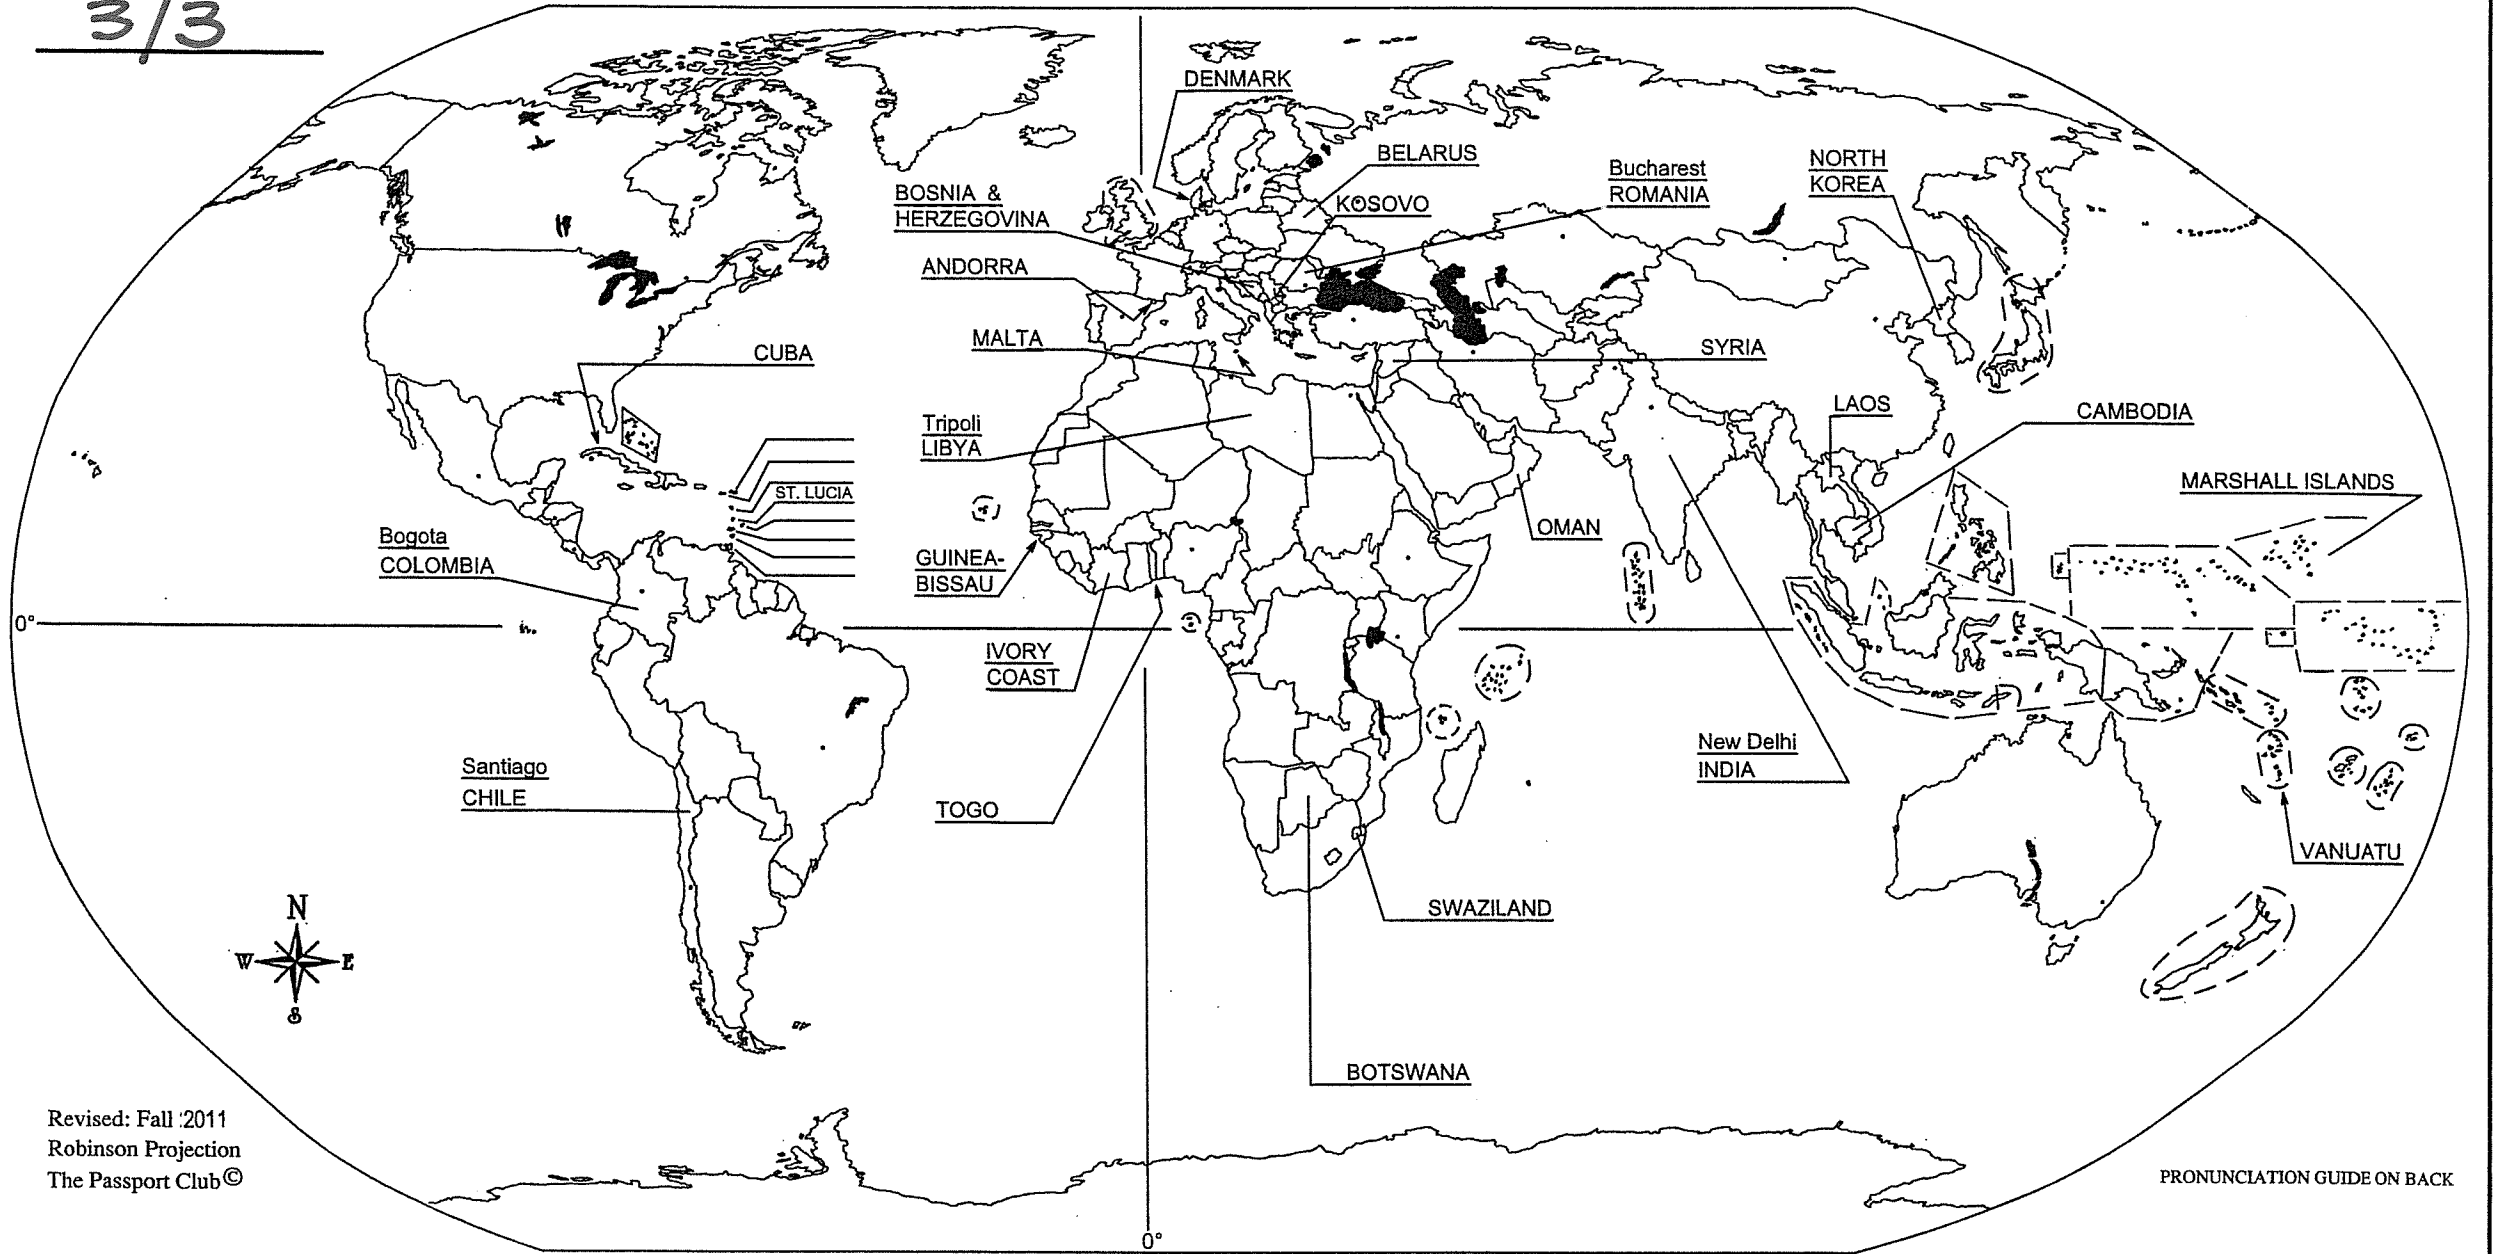 3/3
DENMARK
BELARUS
BOSNIA &
HERZEGOVINA
KOSOVO
Bucharest
ROMANIA
NORTH
KOREA
ANDORRA
MALTA
CUBA
SYRIA
Tripoli
LIBYA
LAOS
CAMBODIA
ST. LUCIA
MARSHALL ISLANDS
Bogota
COLOMBIA
GUINEA-
BISSAU
OMAN
0°
IVORY
COAST
Santiago
CHILE
TOGO
New Delhi
INDIA
VANUATU
SWAZILAND
N
W
E
S
BOTSWANA
Revised: Fall 2011
Robinson Projection
The Passport Club©
PRONUNCIATION GUIDE ON BACK
0°